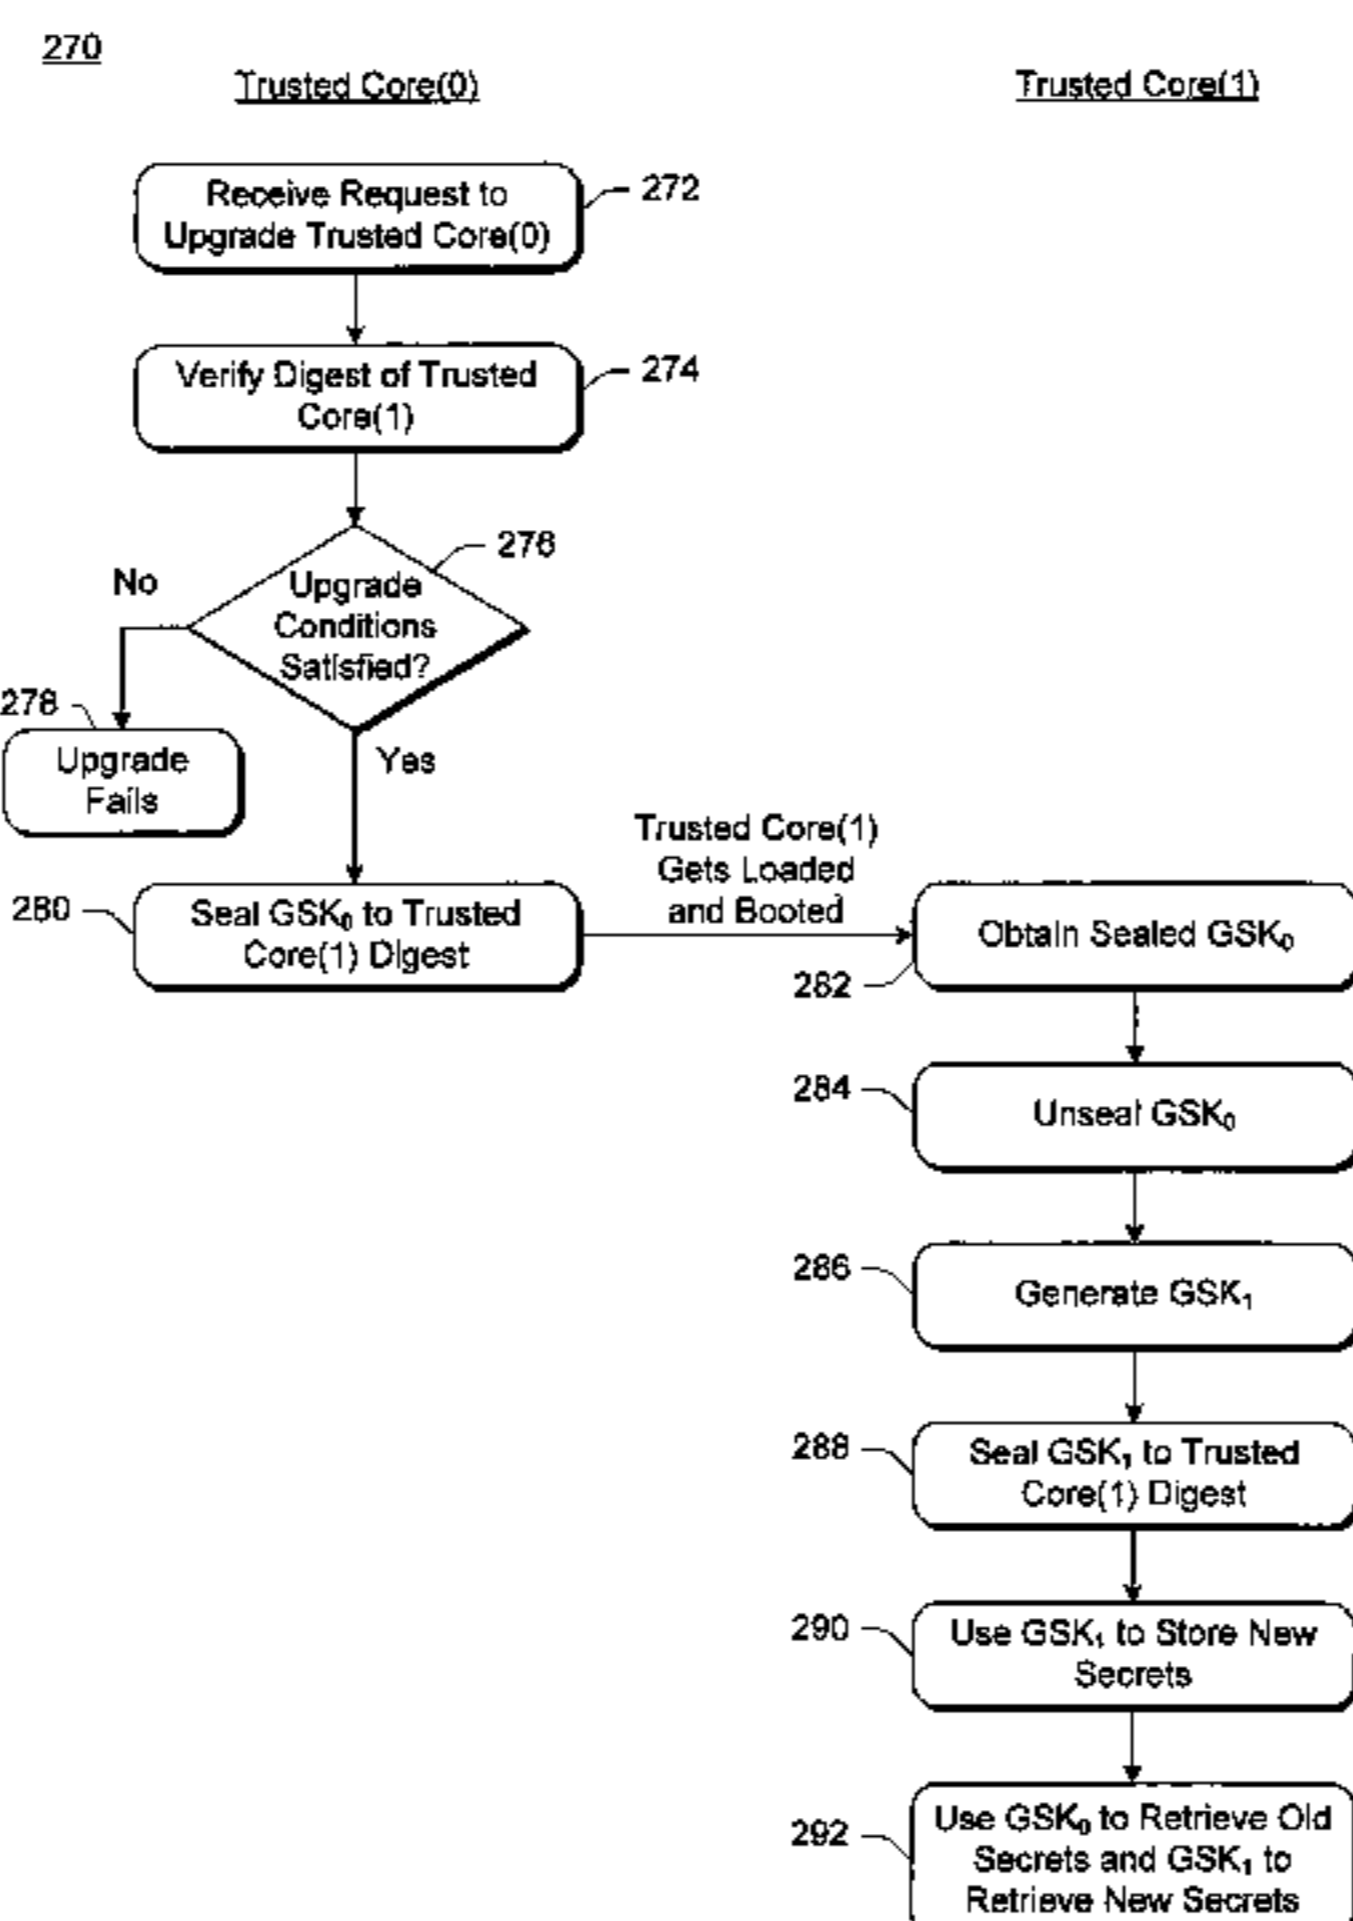 270
Trusted Core(0)
Trusted Core(1)
Receive Request to
Upgrade Trusted Core(0)
272
Verify Digest of Trusted
Core(1)
274
276
No
Upgrade
Conditions
Satisfied?
278
Upgrade
Fails
Yes
Trusted Core(1)
Gets Loaded
and Booted
280
Seal GSK₀ to Trusted
Core(1) Digest
Obtain Sealed GSK₀
282
284
Unseal GSK₀
286
Generate GSK₁
288
Seal GSK₁ to Trusted
Core(1) Digest
290
Use GSK₁ to Store New
Secrets
292
Use GSK₀ to Retrieve Old
Secrets and GSK₁ to
Retrieve New Secrets